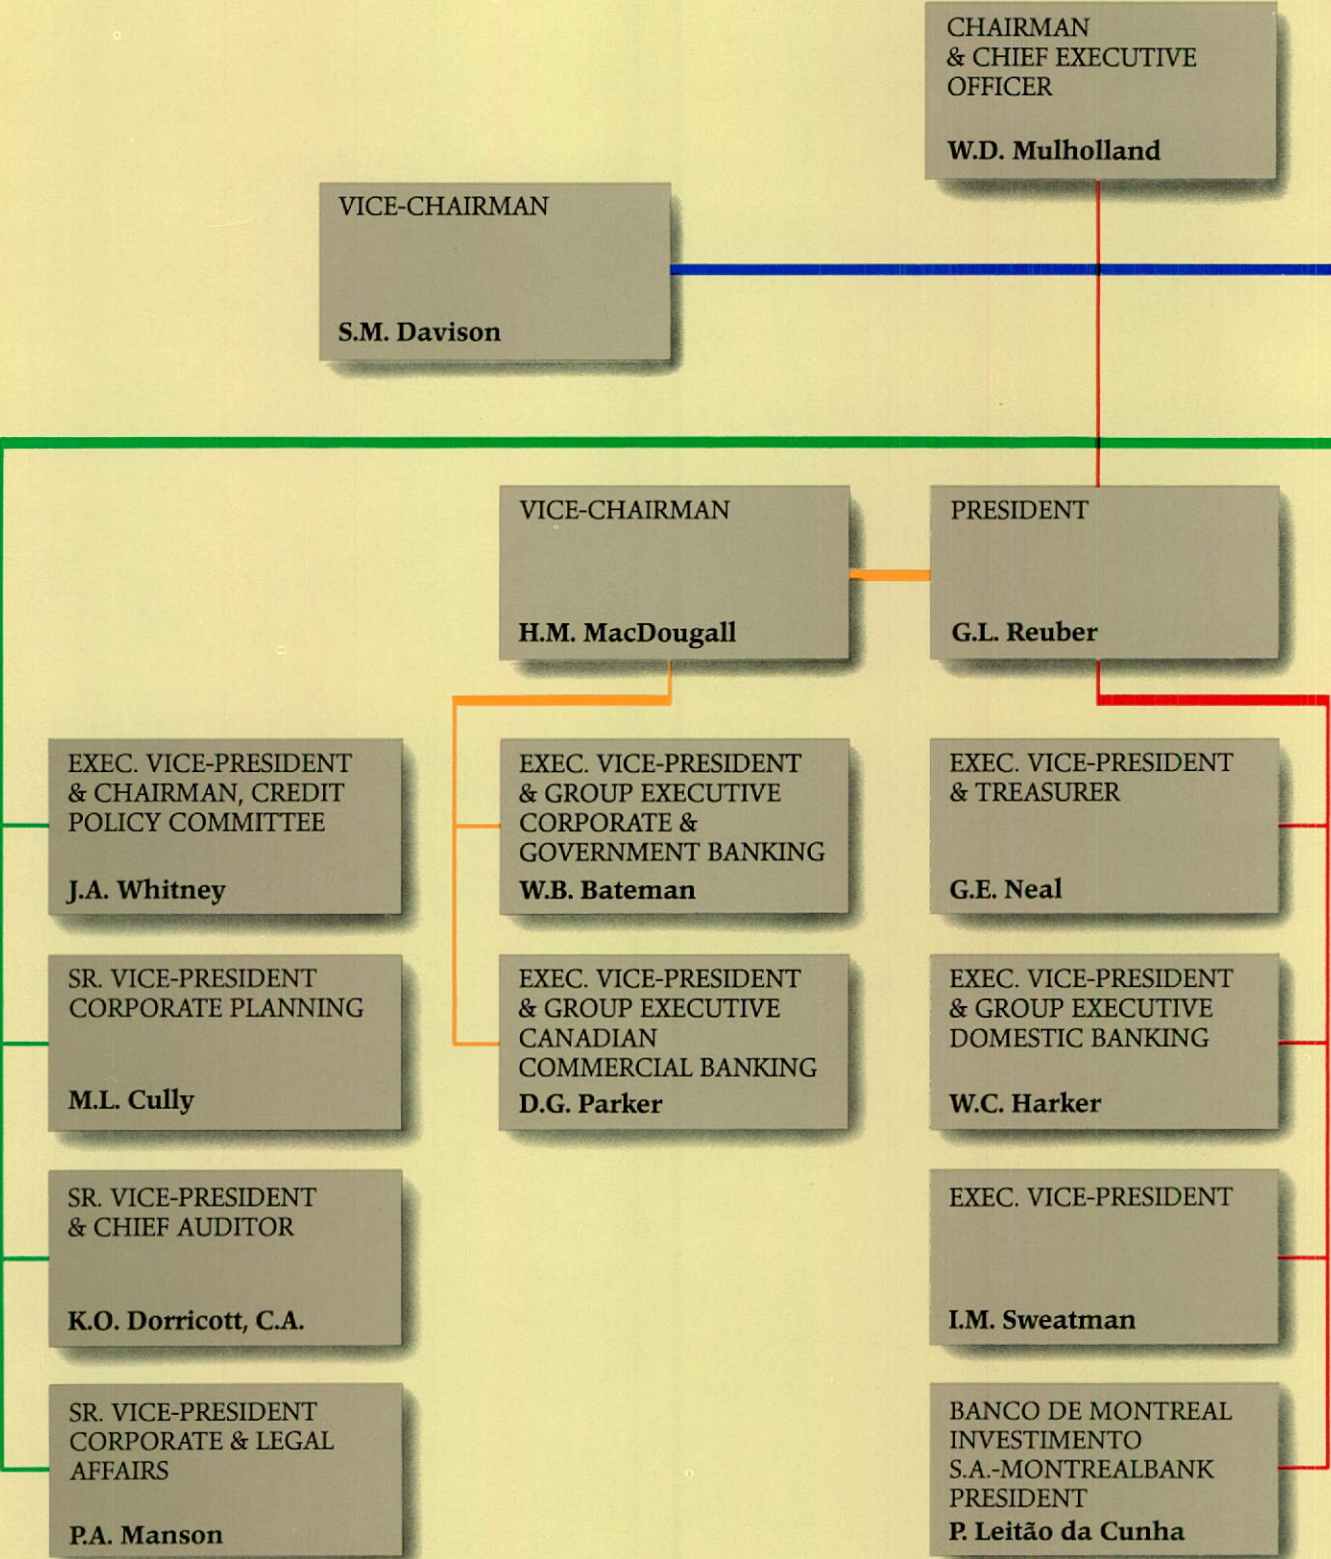 CHAIRMAN
& CHIEF EXECUTIVE
OFFICER
W.D. Mulholland
VICE-CHAIRMAN
S.M. Davison
VICE-CHAIRMAN
H.M. MacDougall
PRESIDENT
G.L. Reuber
EXEC. VICE-PRESIDENT
& CHAIRMAN, CREDIT
POLICY COMMITTEE
J.A. Whitney
EXEC. VICE-PRESIDENT
& GROUP EXECUTIVE
CORPORATE &
GOVERNMENT BANKING
W.B. Bateman
EXEC. VICE-PRESIDENT
& TREASURER
G.E. Neal
SR. VICE-PRESIDENT
CORPORATE PLANNING
M.L. Cully
EXEC. VICE-PRESIDENT
& GROUP EXECUTIVE
CANADIAN
COMMERCIAL BANKING
D.G. Parker
EXEC. VICE-PRESIDENT
& GROUP EXECUTIVE
DOMESTIC BANKING
W.C. Harker
SR. VICE-PRESIDENT
& CHIEF AUDITOR
K.O. Dorricott, C.A.
EXEC. VICE-PRESIDENT
I.M. Sweatman
SR. VICE-PRESIDENT
CORPORATE & LEGAL
AFFAIRS
P.A. Manson
BANCO DE MONTREAL
INVESTIMENTO
S.A.-MONTREALBANK
PRESIDENT
P. Leitão da Cunha